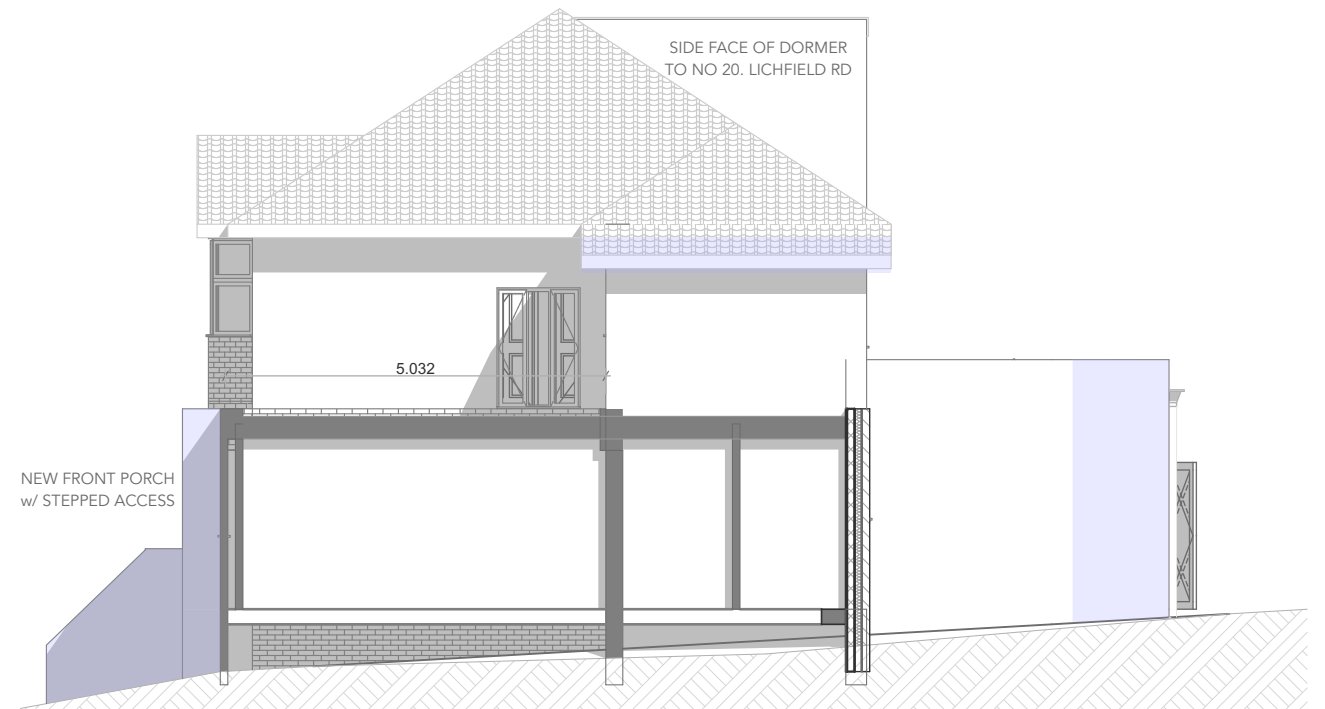 SIDE FACE OF DORMER
TO NO 20. LICHFIELD RD
5.032
NEW FRONT PORCH
w/ STEPPED ACCESS